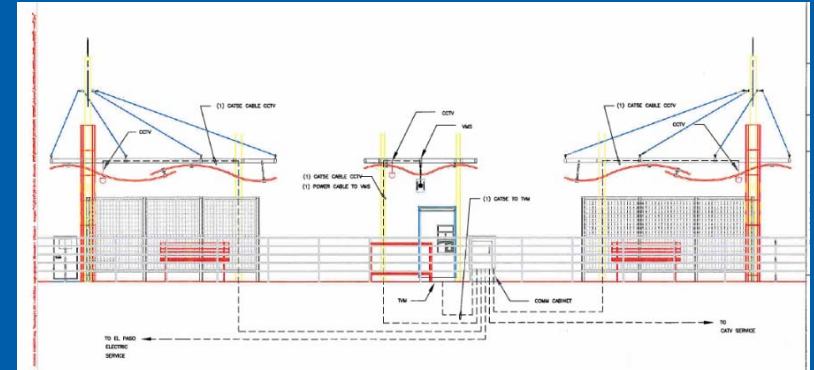 (1) CAT5E CABLE CCTV
CCTV
CCTV
VMS
(1) CAT5E CABLE CCTV
(1) POWER CABLE TO VMS
(1) CAT5E TO TVM
(1) CAT5E CABLE CCTV
CCTV
TVM
COMM CABINET
TO EL PASO
ELECTRIC
SERVICE
TO
CATV SERVICE